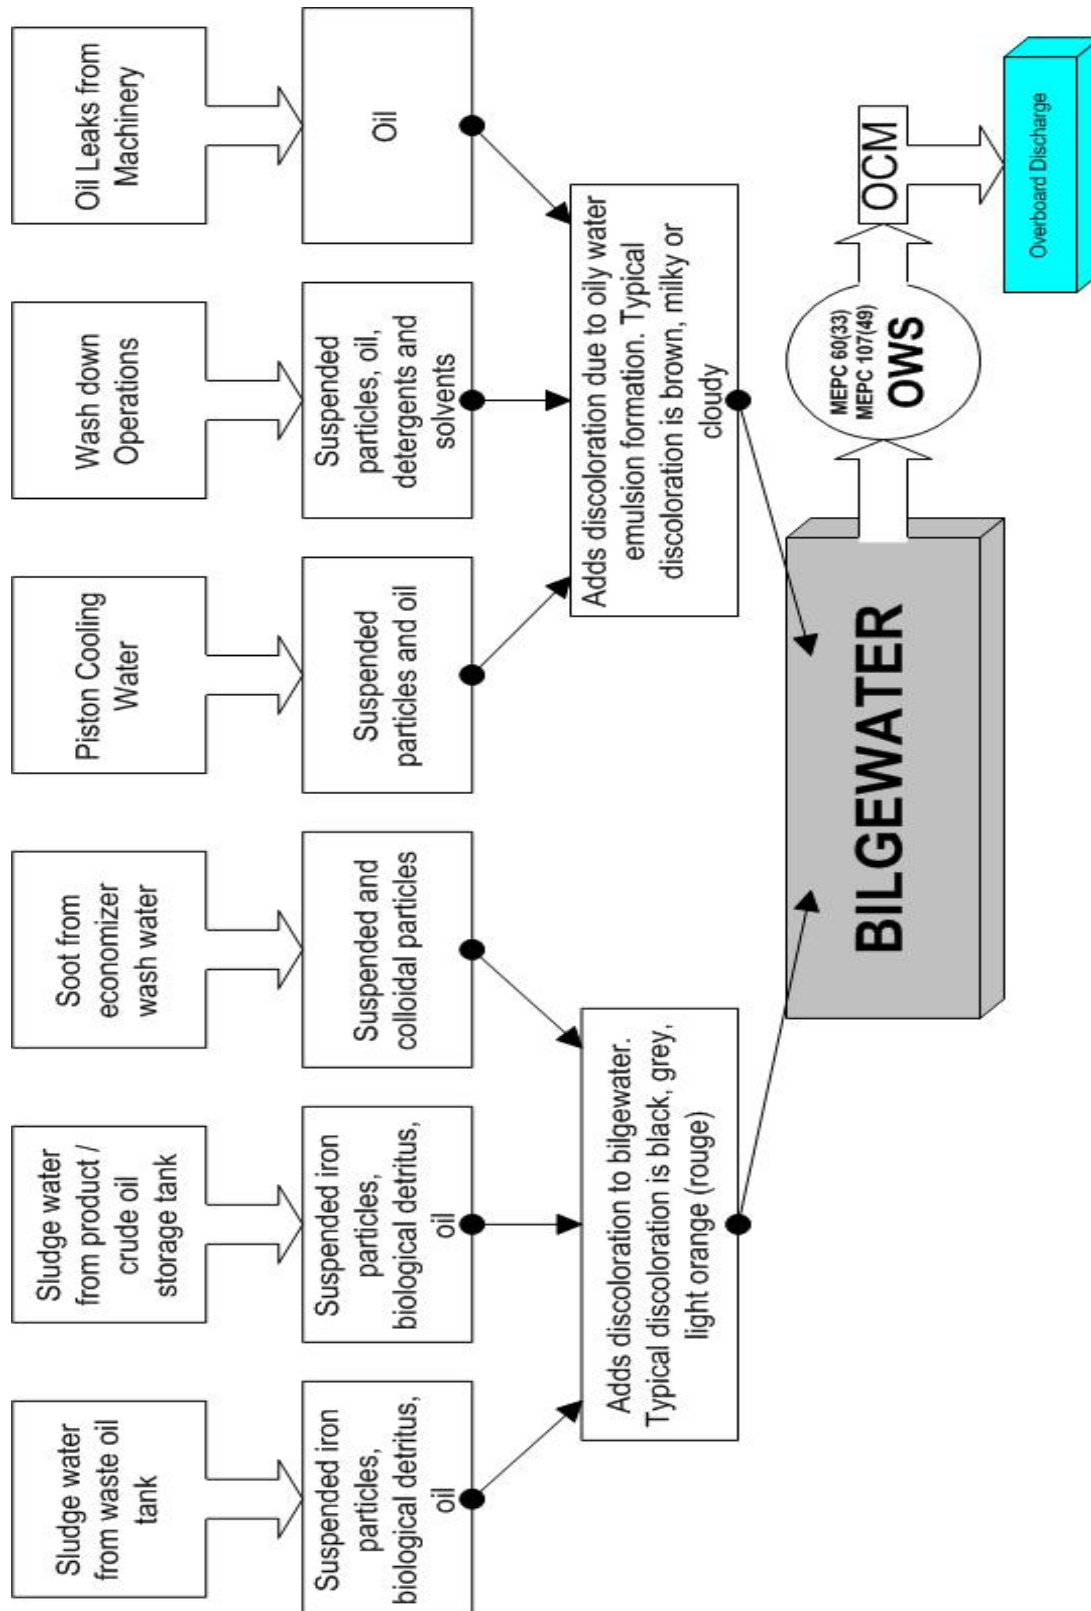 Sludge water
from waste oil
tank
Sludge water
from product /
crude oil
storage tank
Soot from
economizer
wash water
Piston Cooling
Water
Wash down
Operations
Oil Leaks from
Machinery
Suspended iron
particles,
biological detritus,
oil
Suspended iron
particles,
biological detritus,
oil
Suspended and
colloidal particles
Suspended
particles and oil
Suspended
particles, oil,
detergents and
solvents
Oil
Adds discoloration to bilgewater.
Typical discoloration is black, grey,
light orange (rouge)
Adds discoloration due to oily water
emulsion formation. Typical
discoloration is brown, milky or
cloudy
BILGEWATER
MEPC 60(33)
MEPC 107(49)
OWS
OCM
Overboard Discharge